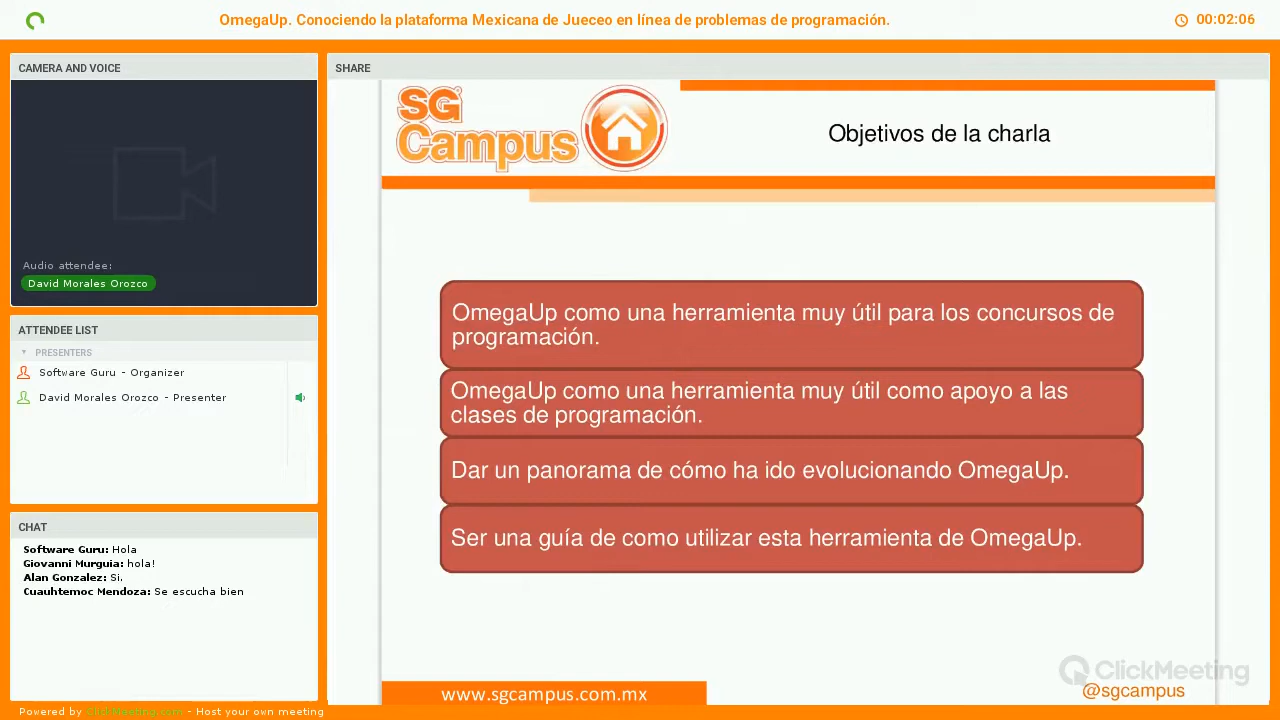 OmegaUp. Conociendo la plataforma Mexicana de Jueceo en línea de problemas de programación.
00:02:06
CAMERA AND VOICE
Audio attendee:
David Morales Orozco
ATTENDEE LIST
PRESENTERS
Software Guru - Organizer
David Morales Orozco - Presenter
CHAT
Software Guru: Hola
Giovanni Murguia: hola!
Alan Gonzalez: Si.
Cuauhtemoc Mendoza: Se escucha bien
SHARE
SG
Campus
Objetivos de la charla
OmegaUp como una herramienta muy útil para los concursos de
programación.
OmegaUp como una herramienta muy útil como apoyo a las
clases de programación.
Dar un panorama de cómo ha ido evolucionando OmegaUp.
Ser una guía de como utilizar esta herramienta de OmegaUp.
ClickMeeting
www.sgcampus.com.mx
@sgcampus
Powered by ClickMeeting.com - Host your own meeting